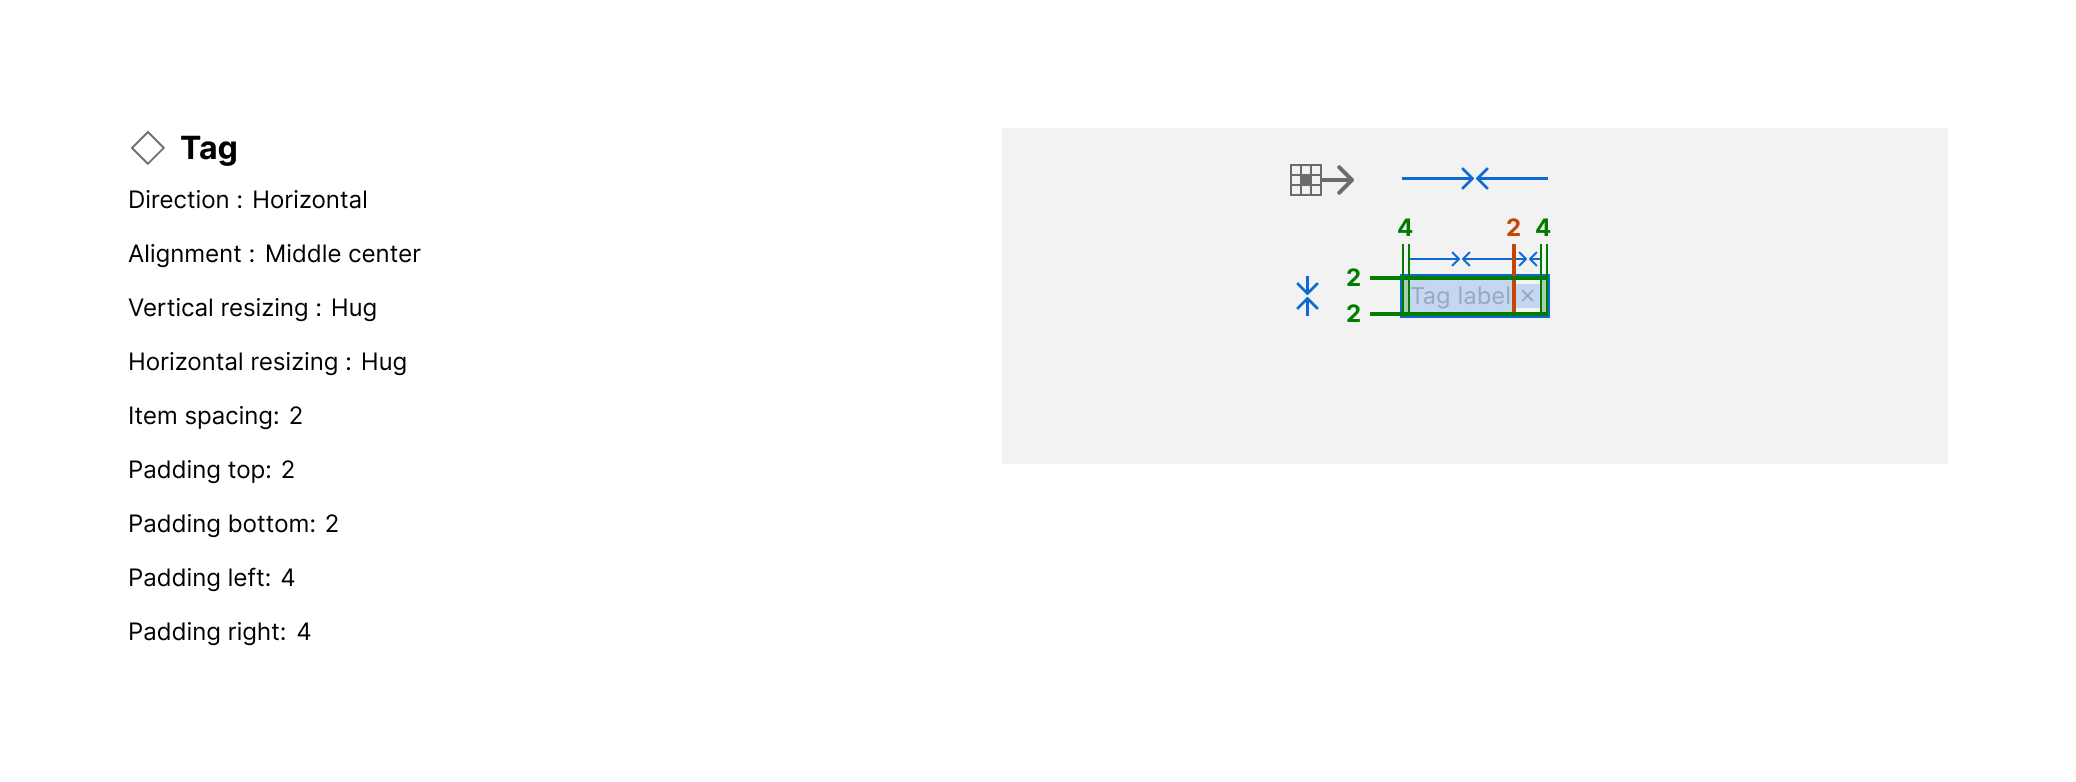 Tag
Direction : Horizontal
Alignment : Middle center
Vertical resizing : Hug
Horizontal resizing : Hug
Item spacing: 2
Padding top: 2
Padding bottom: 2
Padding left: 4
Padding right: 4
4 2 4
2
Tag label ×
2